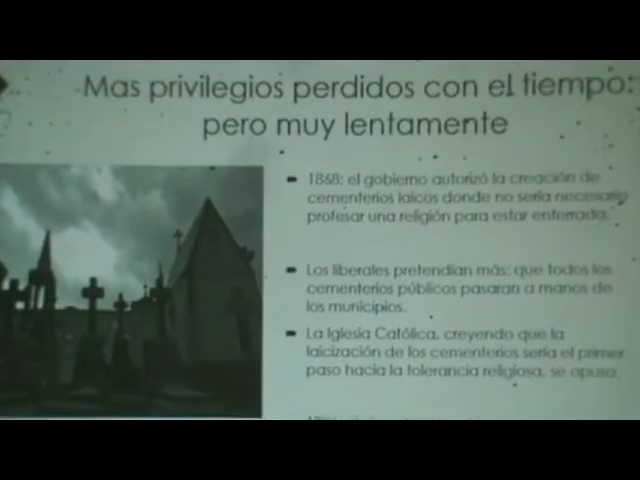 Mas privilegios perdidos con el tiempo:
pero muy lentamente
1868: el gobierno autorizó la creación de
cementerios laicos donde no sería necesario
profesar una religión para estar enterrado.
Los liberales pretendían más: que todos los
cementerios públicos pasaran a manos de
los municipios.
La Iglesia Católica, creyendo que la
laicización de los cementerios sería el primer
paso hacia la tolerancia religiosa, se opuso.